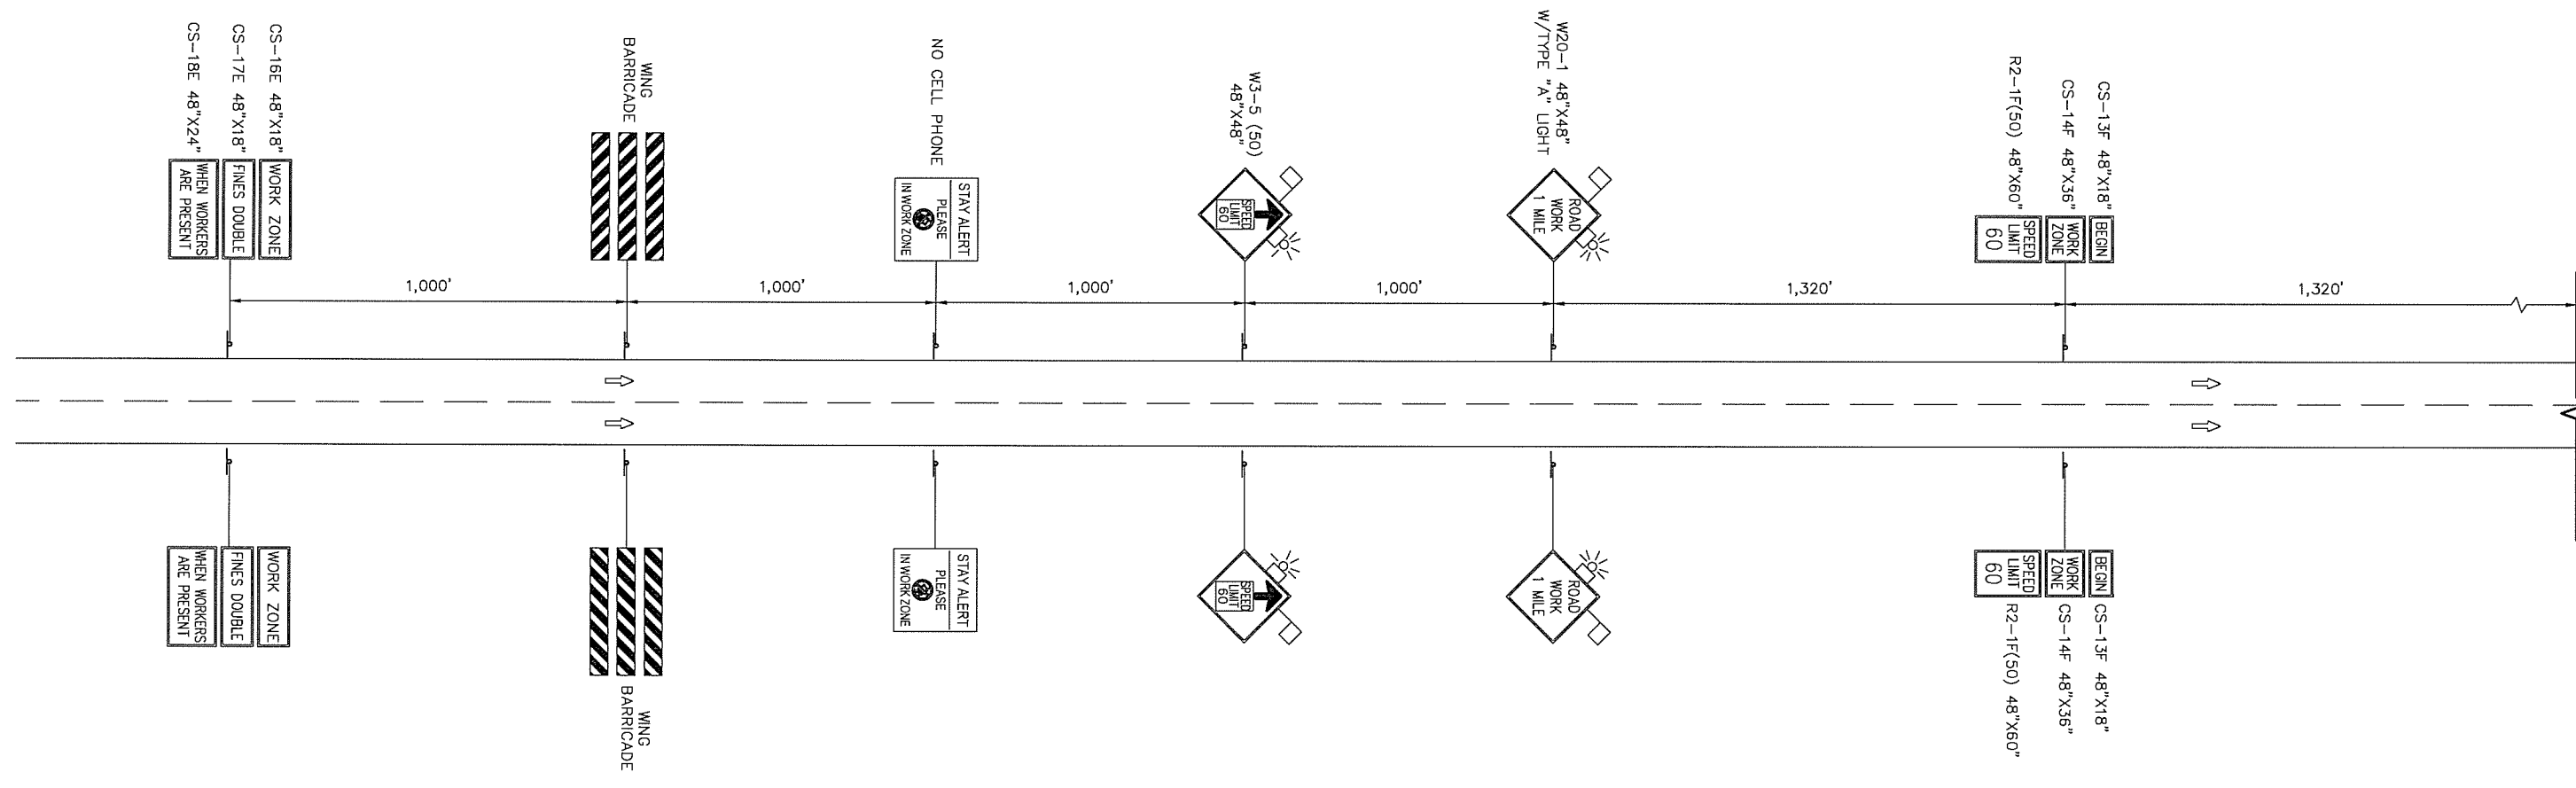 CS-16E 48"X18"
CS-17E 48"X18"
CS-18E 48"X24"
WORK ZONE
FINES DOUBLE
WHEN WORKERS
ARE PRESENT
WING
BARRICADE
NO CELL PHONE
STAY ALERT
PLEASE
IN WORK ZONE
W3-5 (50)
48"X48"
SPEED
LIMIT
60
W20-1 48"X48"
W/TYPE "A" LIGHT
ROAD
WORK
1 MILE
CS-13F 48"X18"
CS-14F 48"X36"
R2-1F(50) 48"X60"
BEGIN
WORK
ZONE
SPEED
LIMIT
60
1,000'
1,000'
1,000'
1,000'
1,320'
1,320'
WORK ZONE
FINES DOUBLE
WHEN WORKERS
ARE PRESENT
WING
BARRICADE
STAY ALERT
PLEASE
IN WORK ZONE
SPEED
LIMIT
60
ROAD
WORK
1 MILE
BEGIN
WORK
ZONE
SPEED
LIMIT
60
CS-13F 48"X18"
CS-14F 48"X36"
R2-1F(50) 48"X60"